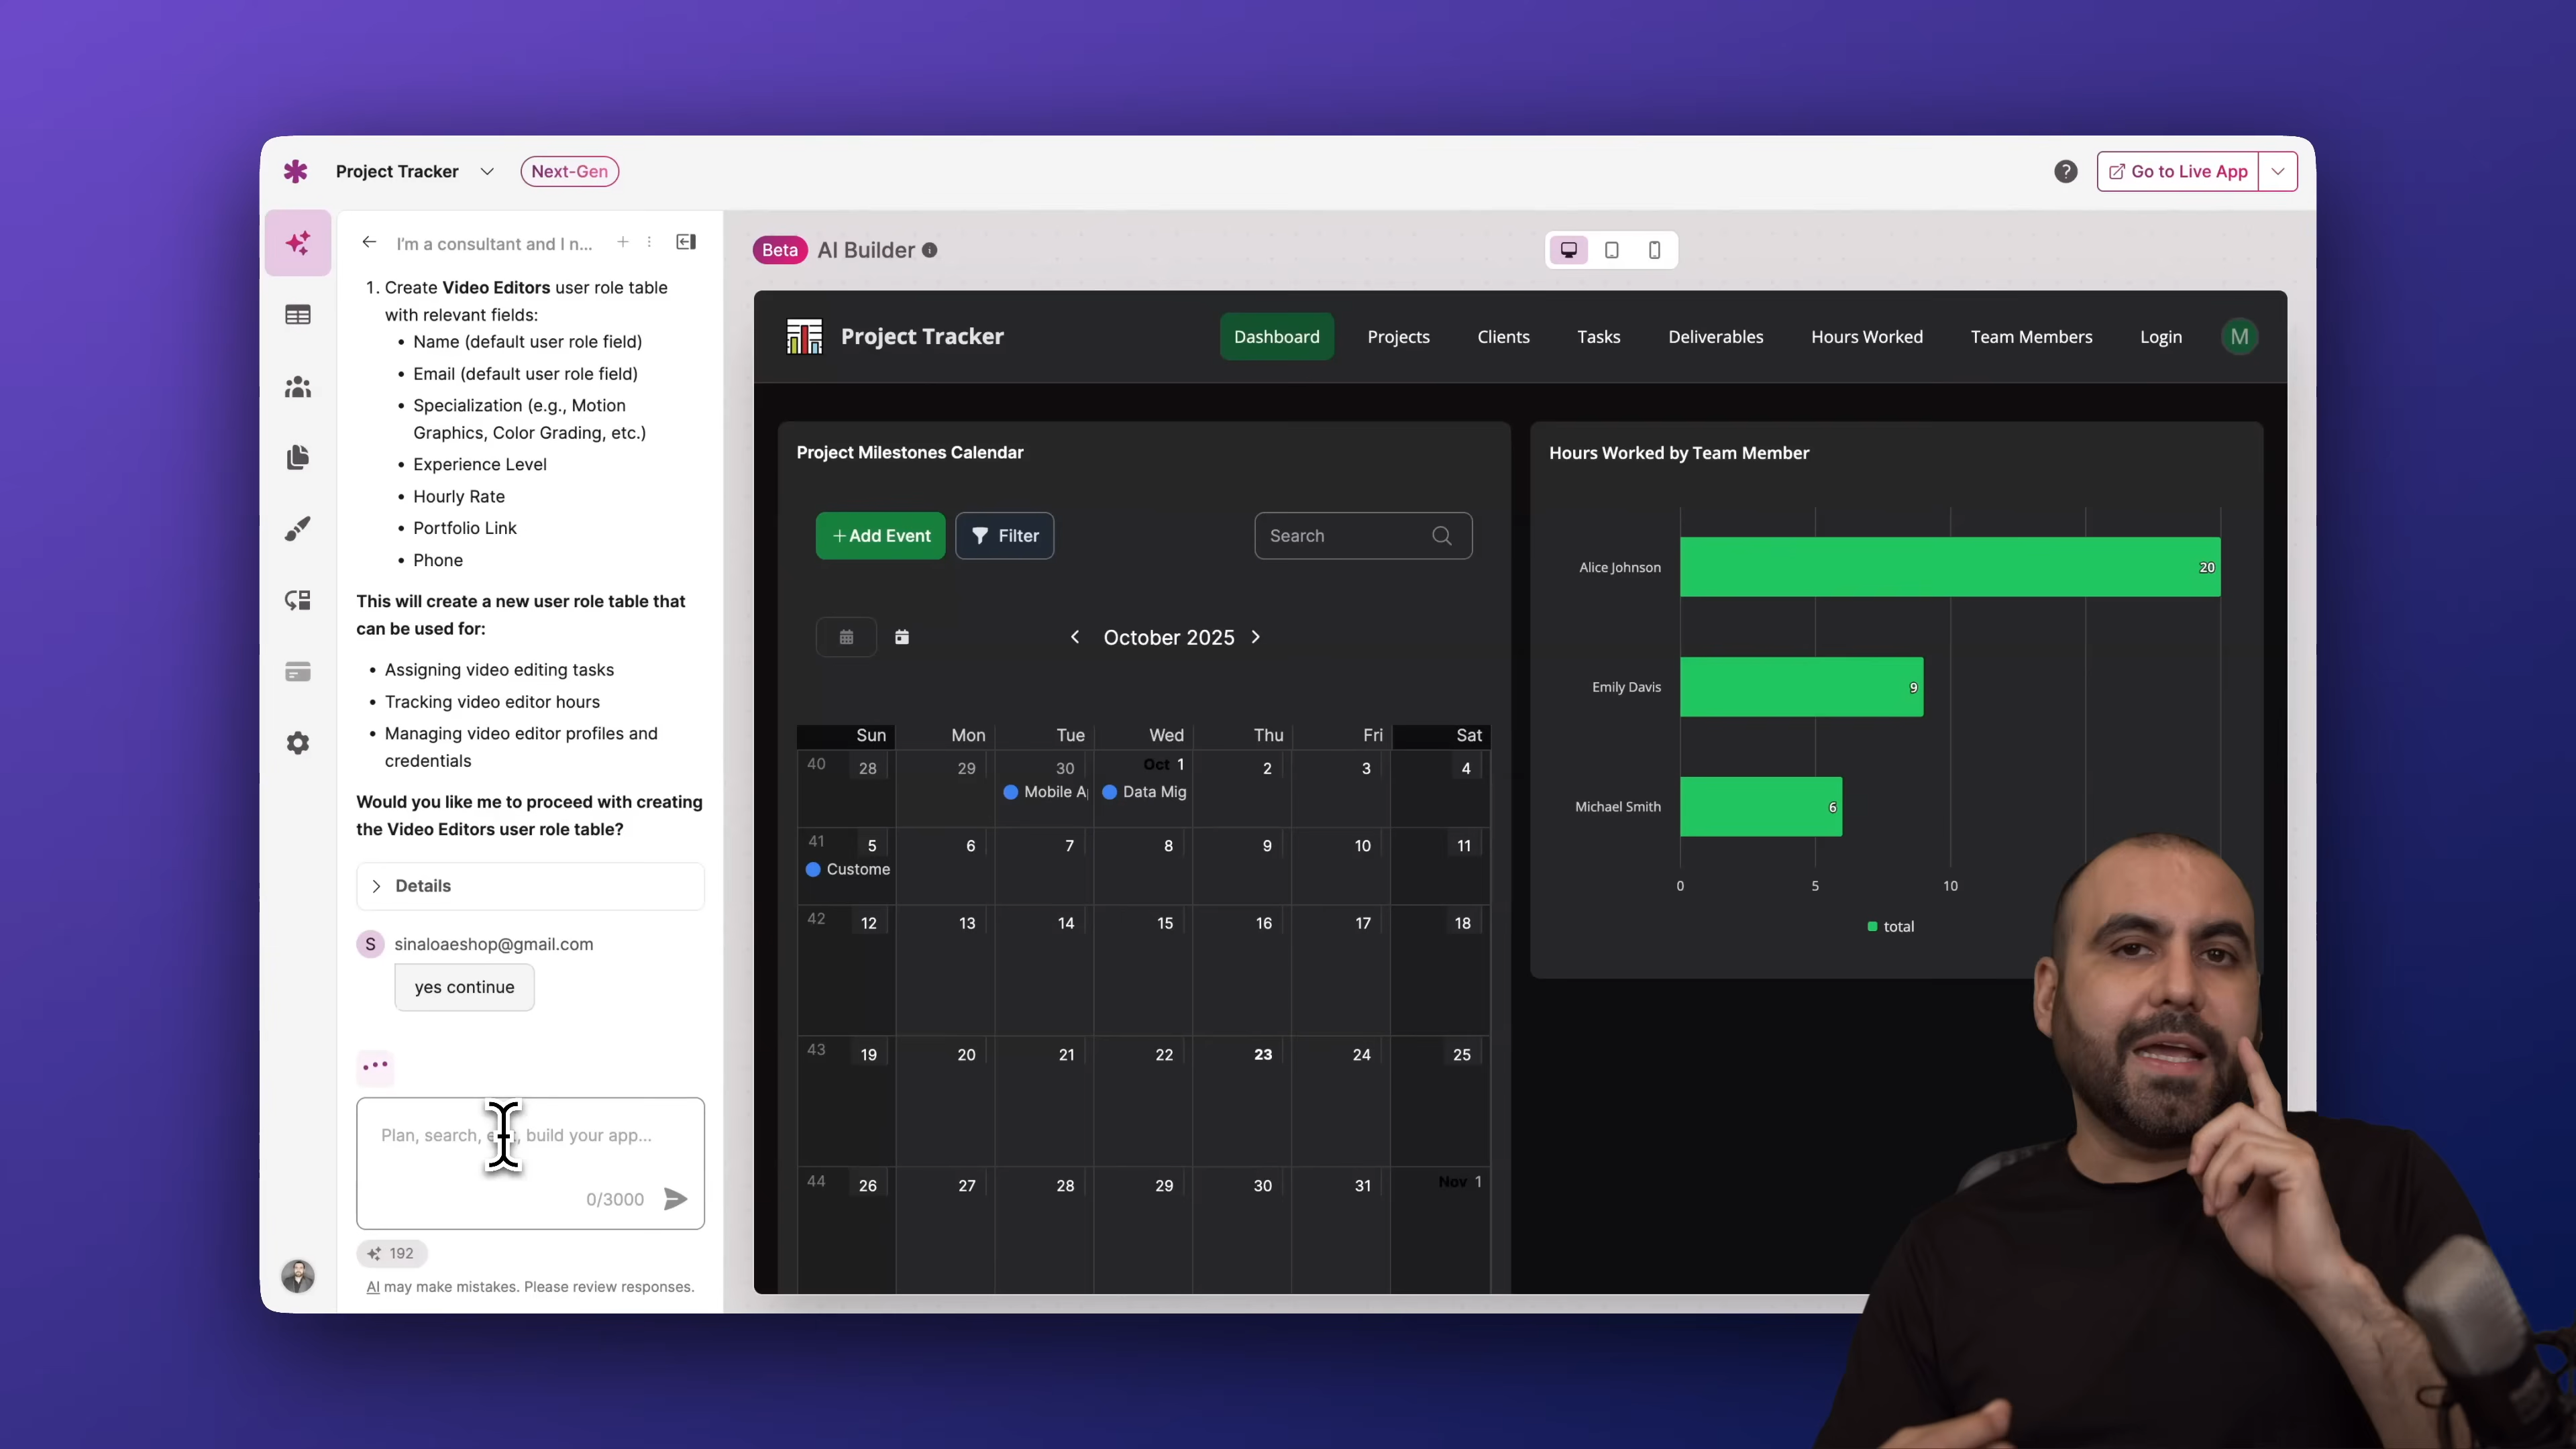 Project Tracker
Next-Gen
?
Go to Live App
I'm a consultant and I n...
1. Create Video Editors user role table
with relevant fields:
• Name (default user role field)
• Email (default user role field)
• Specialization (e.g., Motion
Graphics, Color Grading, etc.)
• Experience Level
• Hourly Rate
• Portfolio Link
• Phone
This will create a new user role table that
can be used for:
• Assigning video editing tasks
• Tracking video editor hours
• Managing video editor profiles and
credentials
Would you like me to proceed with creating
the Video Editors user role table?
Details
S sinaloaeshop@gmail.com
yes continue
Plan, search, build your app...
0/3000
192
AI may make mistakes. Please review responses.
Beta AI Builder
Project Tracker
Dashboard Projects Clients Tasks Deliverables Hours Worked Team Members Login M
Project Milestones Calendar
+Add Event Filter Search
October 2025
Sun Mon Tue Wed Thu Fri Sat
40 28 29 30 Oct 1 2 3 4
Mobile A Data Mig
41 5 6 7 8 9 10 11
Custome
42 12 13 14 15 16 17 18
43 19 20 21 22 23 24 25
44 26 27 28 29 30 31 Nov 1
Hours Worked by Team Member
Alice Johnson 20
Emily Davis 9
Michael Smith 6
0 5 10
total